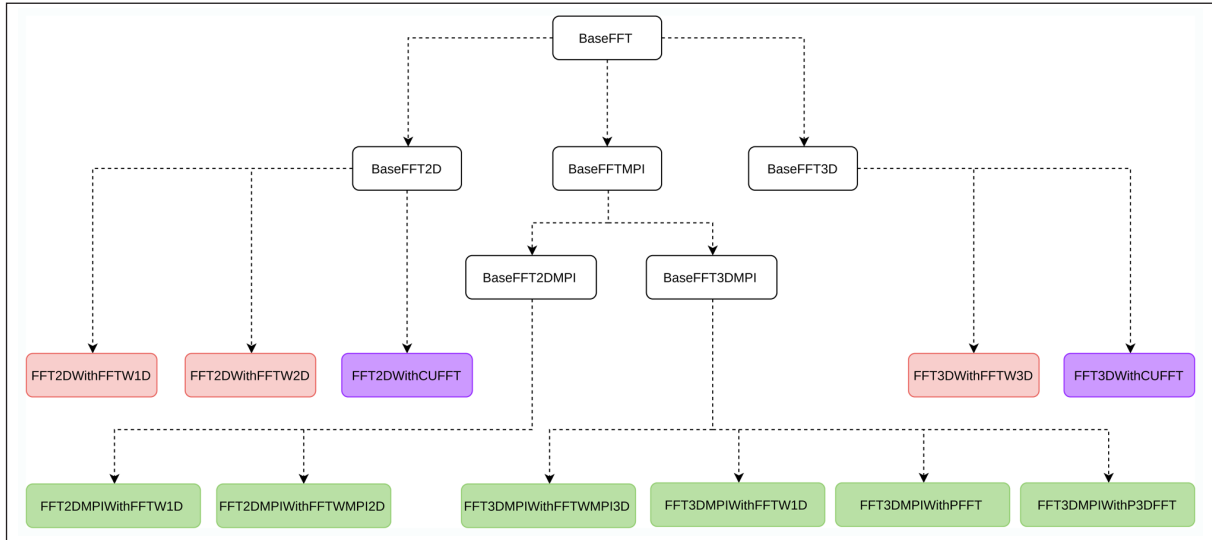 BaseFFT
BaseFFT2D
BaseFFTMPI
BaseFFT3D
BaseFFT2DMPI
BaseFFT3DMPI
FFT2DWithFFTW1D
FFT2DWithFFTW2D
FFT2DWithCUFFT
FFT3DWithFFTW3D
FFT3DWithCUFFT
FFT2DMPIWithFFTW1D
FFT2DMPIWithFFTWMPI2D
FFT3DMPIWithFFTWMPI3D
FFT3DMPIWithFFTW1D
FFT3DMPIWithPFFT
FFT3DMPIWithP3DFFT